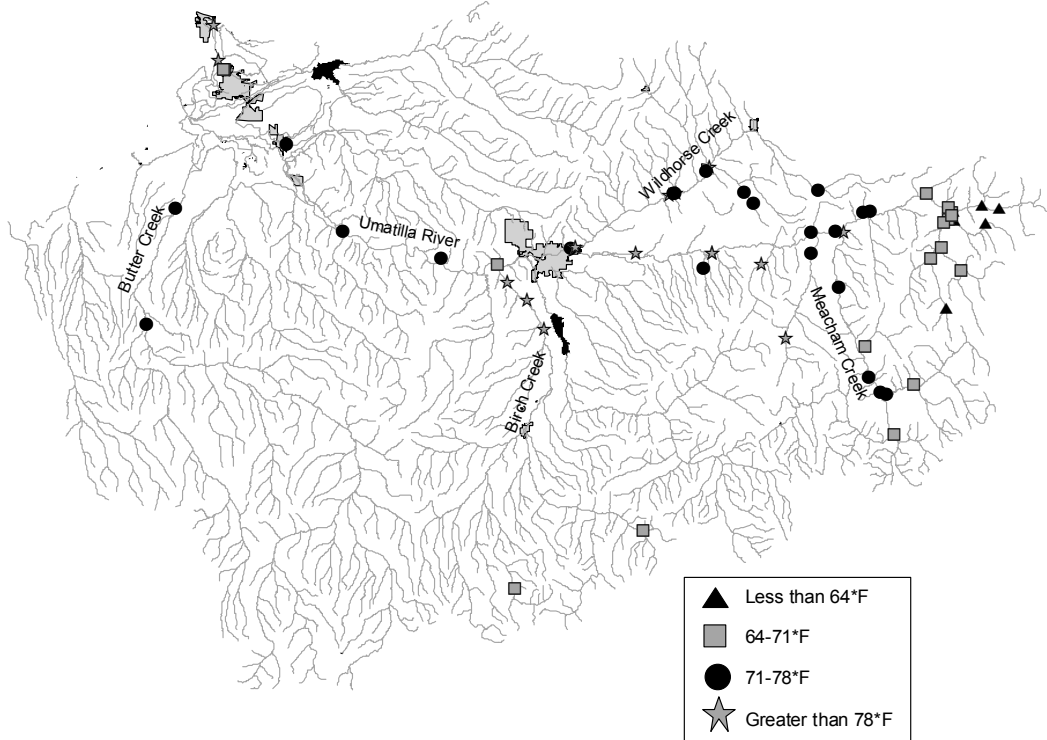 Wildhorse Creek
Butter Creek
Umatilla River
Meacham Creek
Birch Creek
Less than 64*F
64-71*F
71-78*F
Greater than 78*F